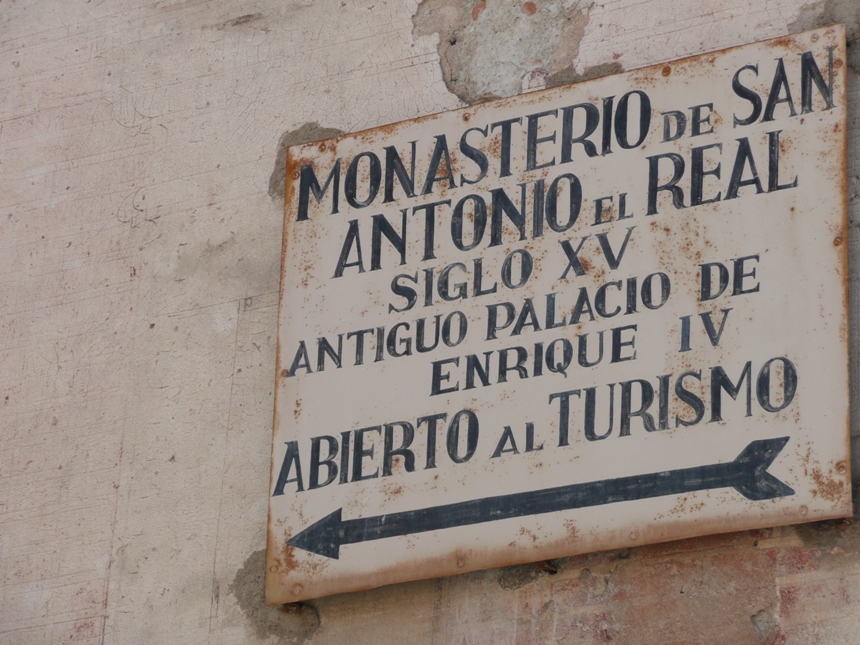 MONASTERIO DE SAN
ANTONIO EL REAL
SIGLO XV
ANTIGUO PALACIO DE
ENRIQUE IV
ABIERTO AL TURISMO